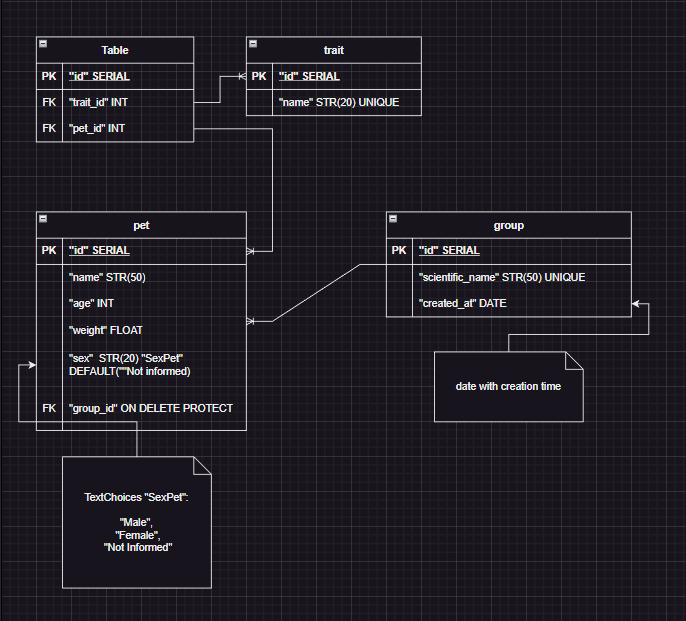 Table
PK "id" SERIAL
FK "trait_id" INT
FK "pet_id" INT
trait
PK "id" SERIAL
"name" STR(20) UNIQUE
pet
PK "id" SERIAL
"name" STR(50)
"age" INT
"weight" FLOAT
"sex" STR(20) "SexPet"
DEFAULT(""Not informed)
FK "group_id" ON DELETE PROTECT
group
PK "id" SERIAL
"scientific_name" STR(50) UNIQUE
"created_at" DATE
date with creation time
TextChoices "SexPet":
"Male",
"Female",
"Not Informed"